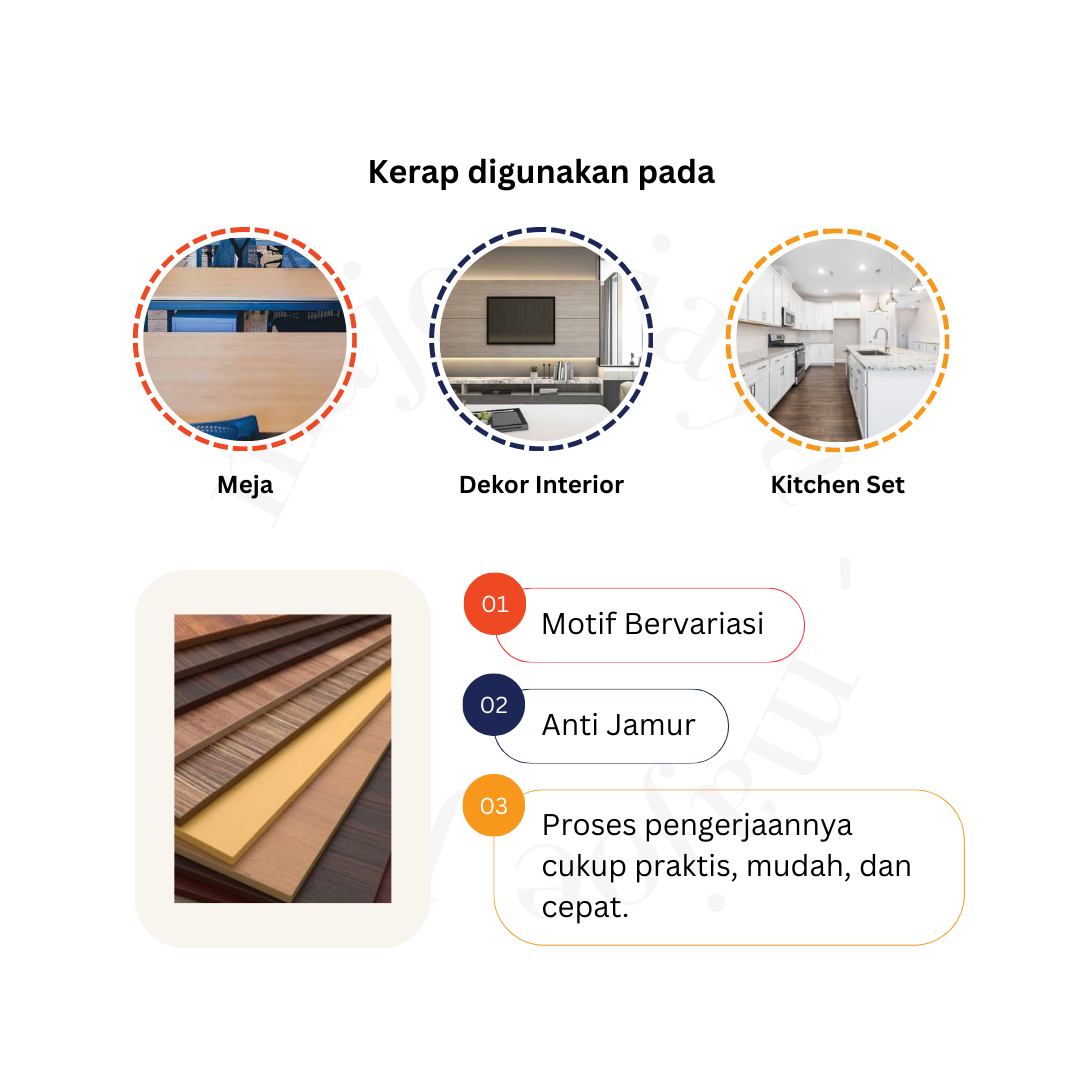 Kerap digunakan pada
Meja
Dekor Interior
Kitchen Set
01
Motif Bervariasi
02
Anti Jamur
03
Proses pengerjaannya
cukup praktis, mudah, dan
cepat.